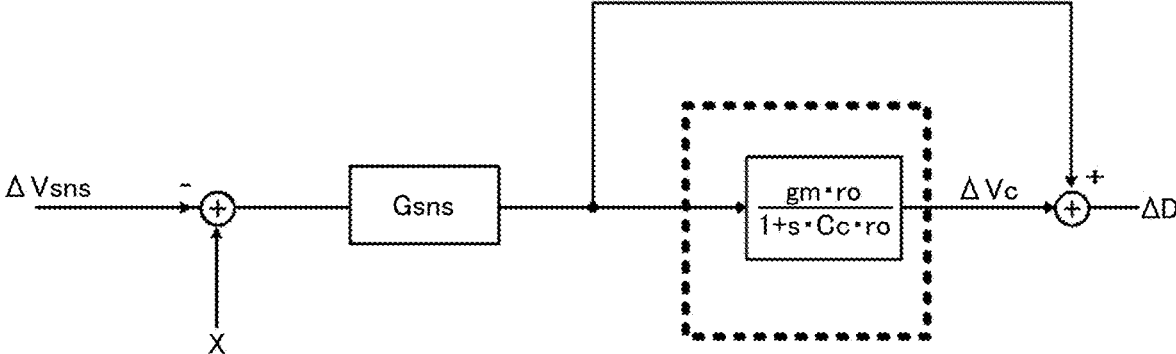 ΔVsns
-
+
X
Gsns
gm・ro
1+s・Cc・ro
ΔVc
+
+
ΔD